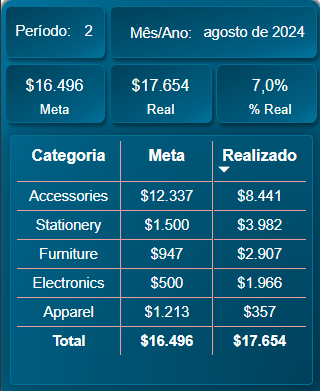 Período: 2
Mês/Ano: agosto de 2024
$16.496
Meta
$17.654
Real
7,0%
% Real
Categoria Meta Realizado
Accessories $12.337 $8.441
Stationery $1.500 $3.982
Furniture $947 $2.907
Electronics $500 $1.966
Apparel $1.213 $357
Total $16.496 $17.654